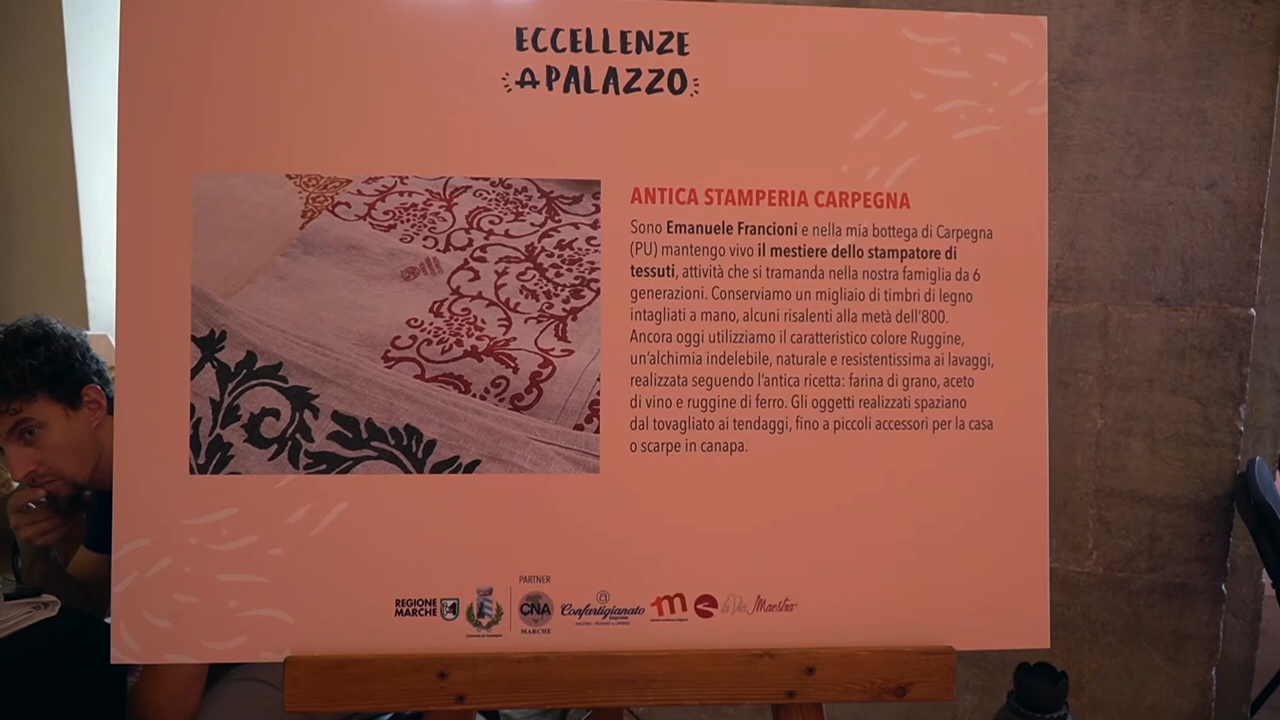 ECCELLENZE
A PALAZZO
ANTICA STAMPERIA CARPEGNA
Sono Emanuele Francioni e nella mia bottega di Carpegna
(PU) mantengo vivo il mestiere dello stampatore di
tessuti, attività che si tramanda nella nostra famiglia da 6
generazioni. Conserviamo un migliaio di timbri di legno
intagliati a mano, alcuni risalenti alla metà dell'800.
Ancora oggi utilizziamo il caratteristico colore Ruggine,
un'alchimia indelebile, naturale e resistentissima ai lavaggi,
realizzata seguendo l'antica ricetta: farina di grano, aceto
di vino e ruggine di ferro. Gli oggetti realizzati spaziano
dal tovagliato ai tendaggi, fino a piccoli accessori per la casa
o scarpe in canapa.
PARTNER
REGIONE
MARCHE
CNA
MARCHE
Confartigianato
la Via Maestra